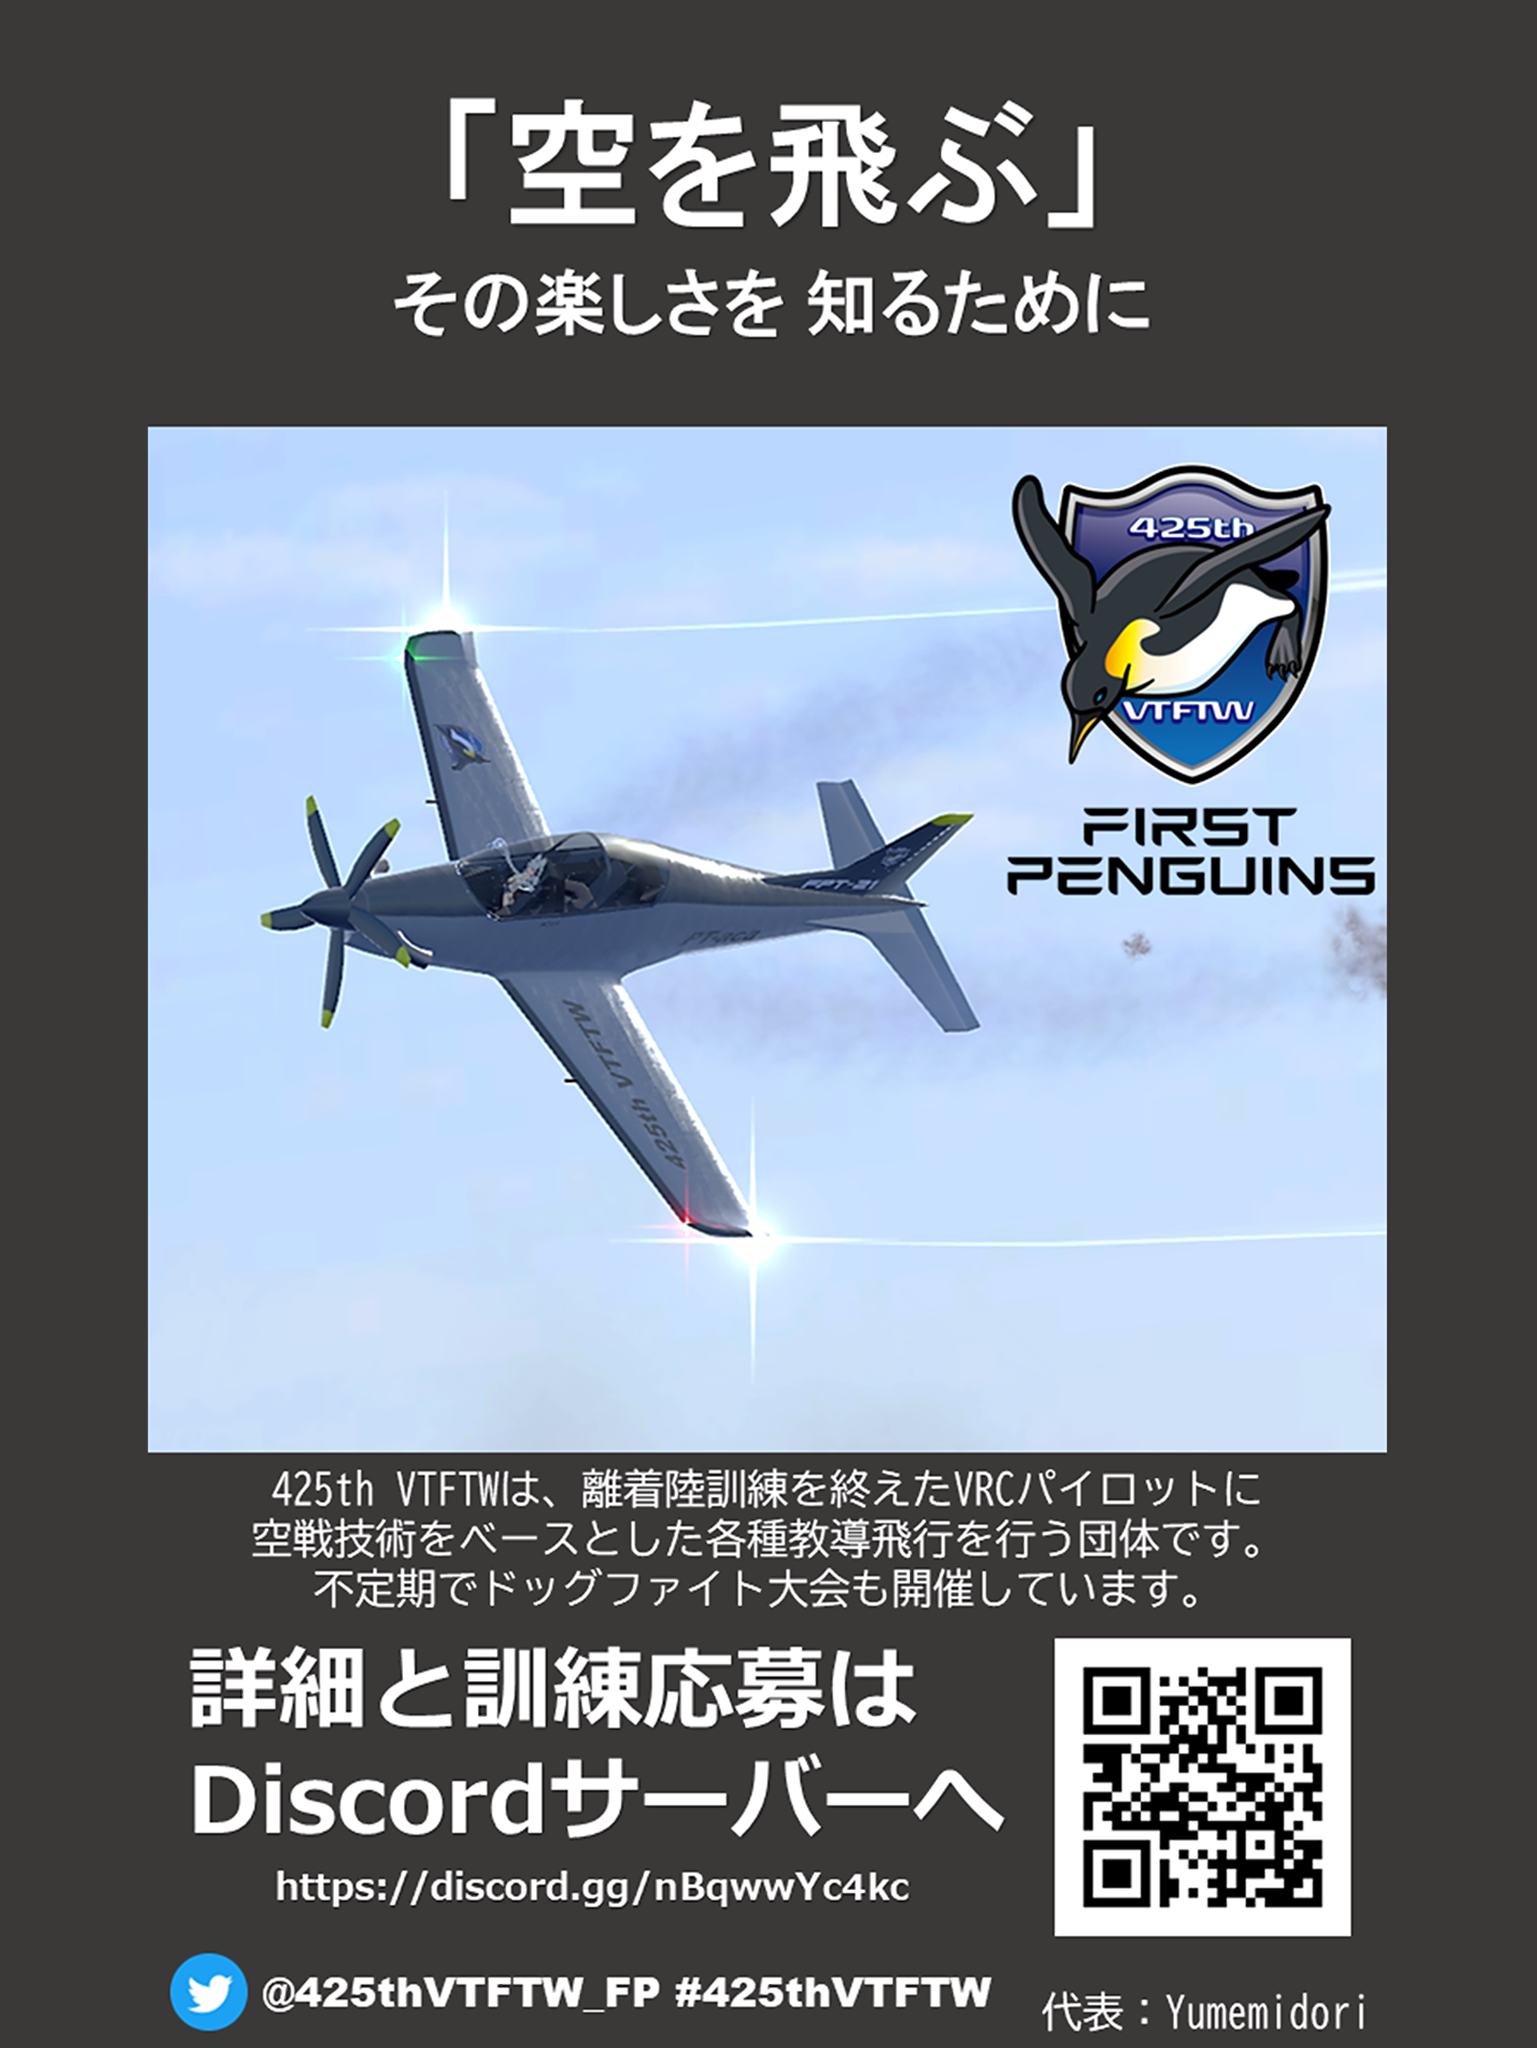 「空を飛ぶ」
その楽しさを 知るために
425th
VTFTW
FIRST
PENGUINS
FPT-21
425th VTFTW
425th VTFTWは、離着陸訓練を終えたVRCパイロットに
空戦技術をベースとした各種教導飛行を行う団体です。
不定期でドッグファイト大会も開催しています。
詳細と訓練応募は
Discordサーバーへ
https://discord.gg/nBqwwYc4kc
@425thVTFTW_FP #425thVTFTW
代表：Yumemidori